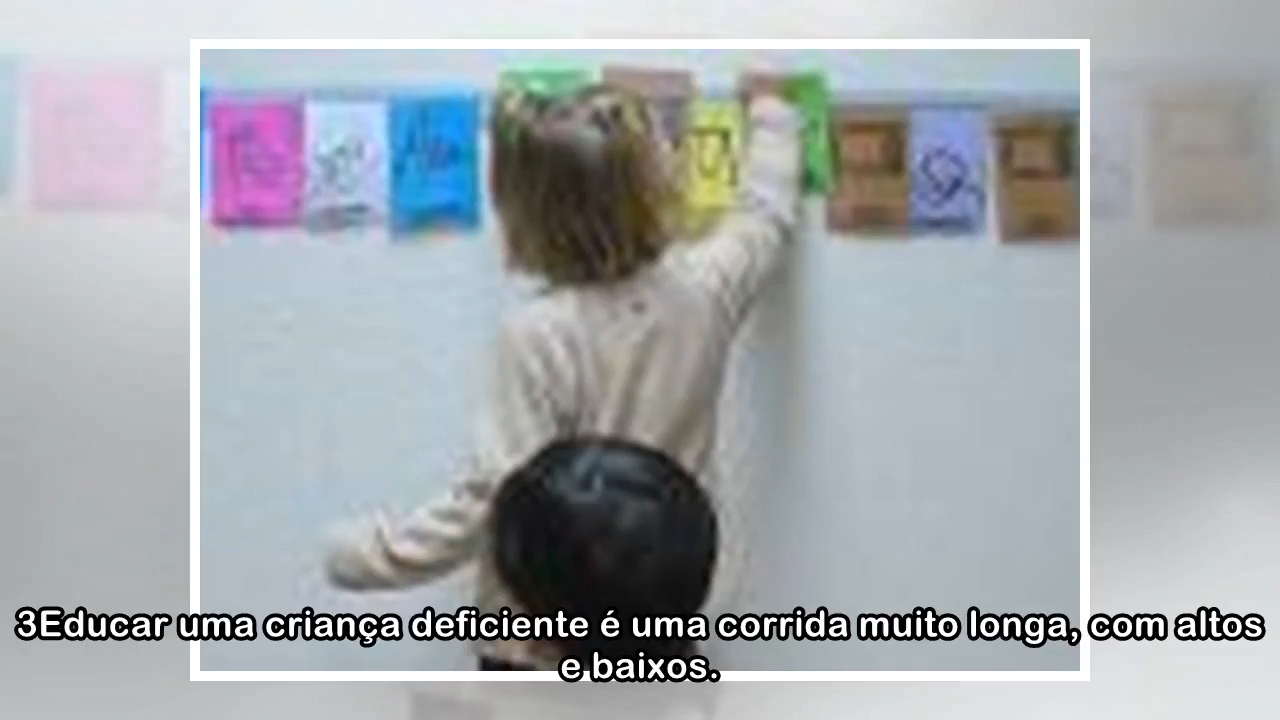 3Educar uma criança deficiente é uma corrida muito longa, com altos
e baixos.